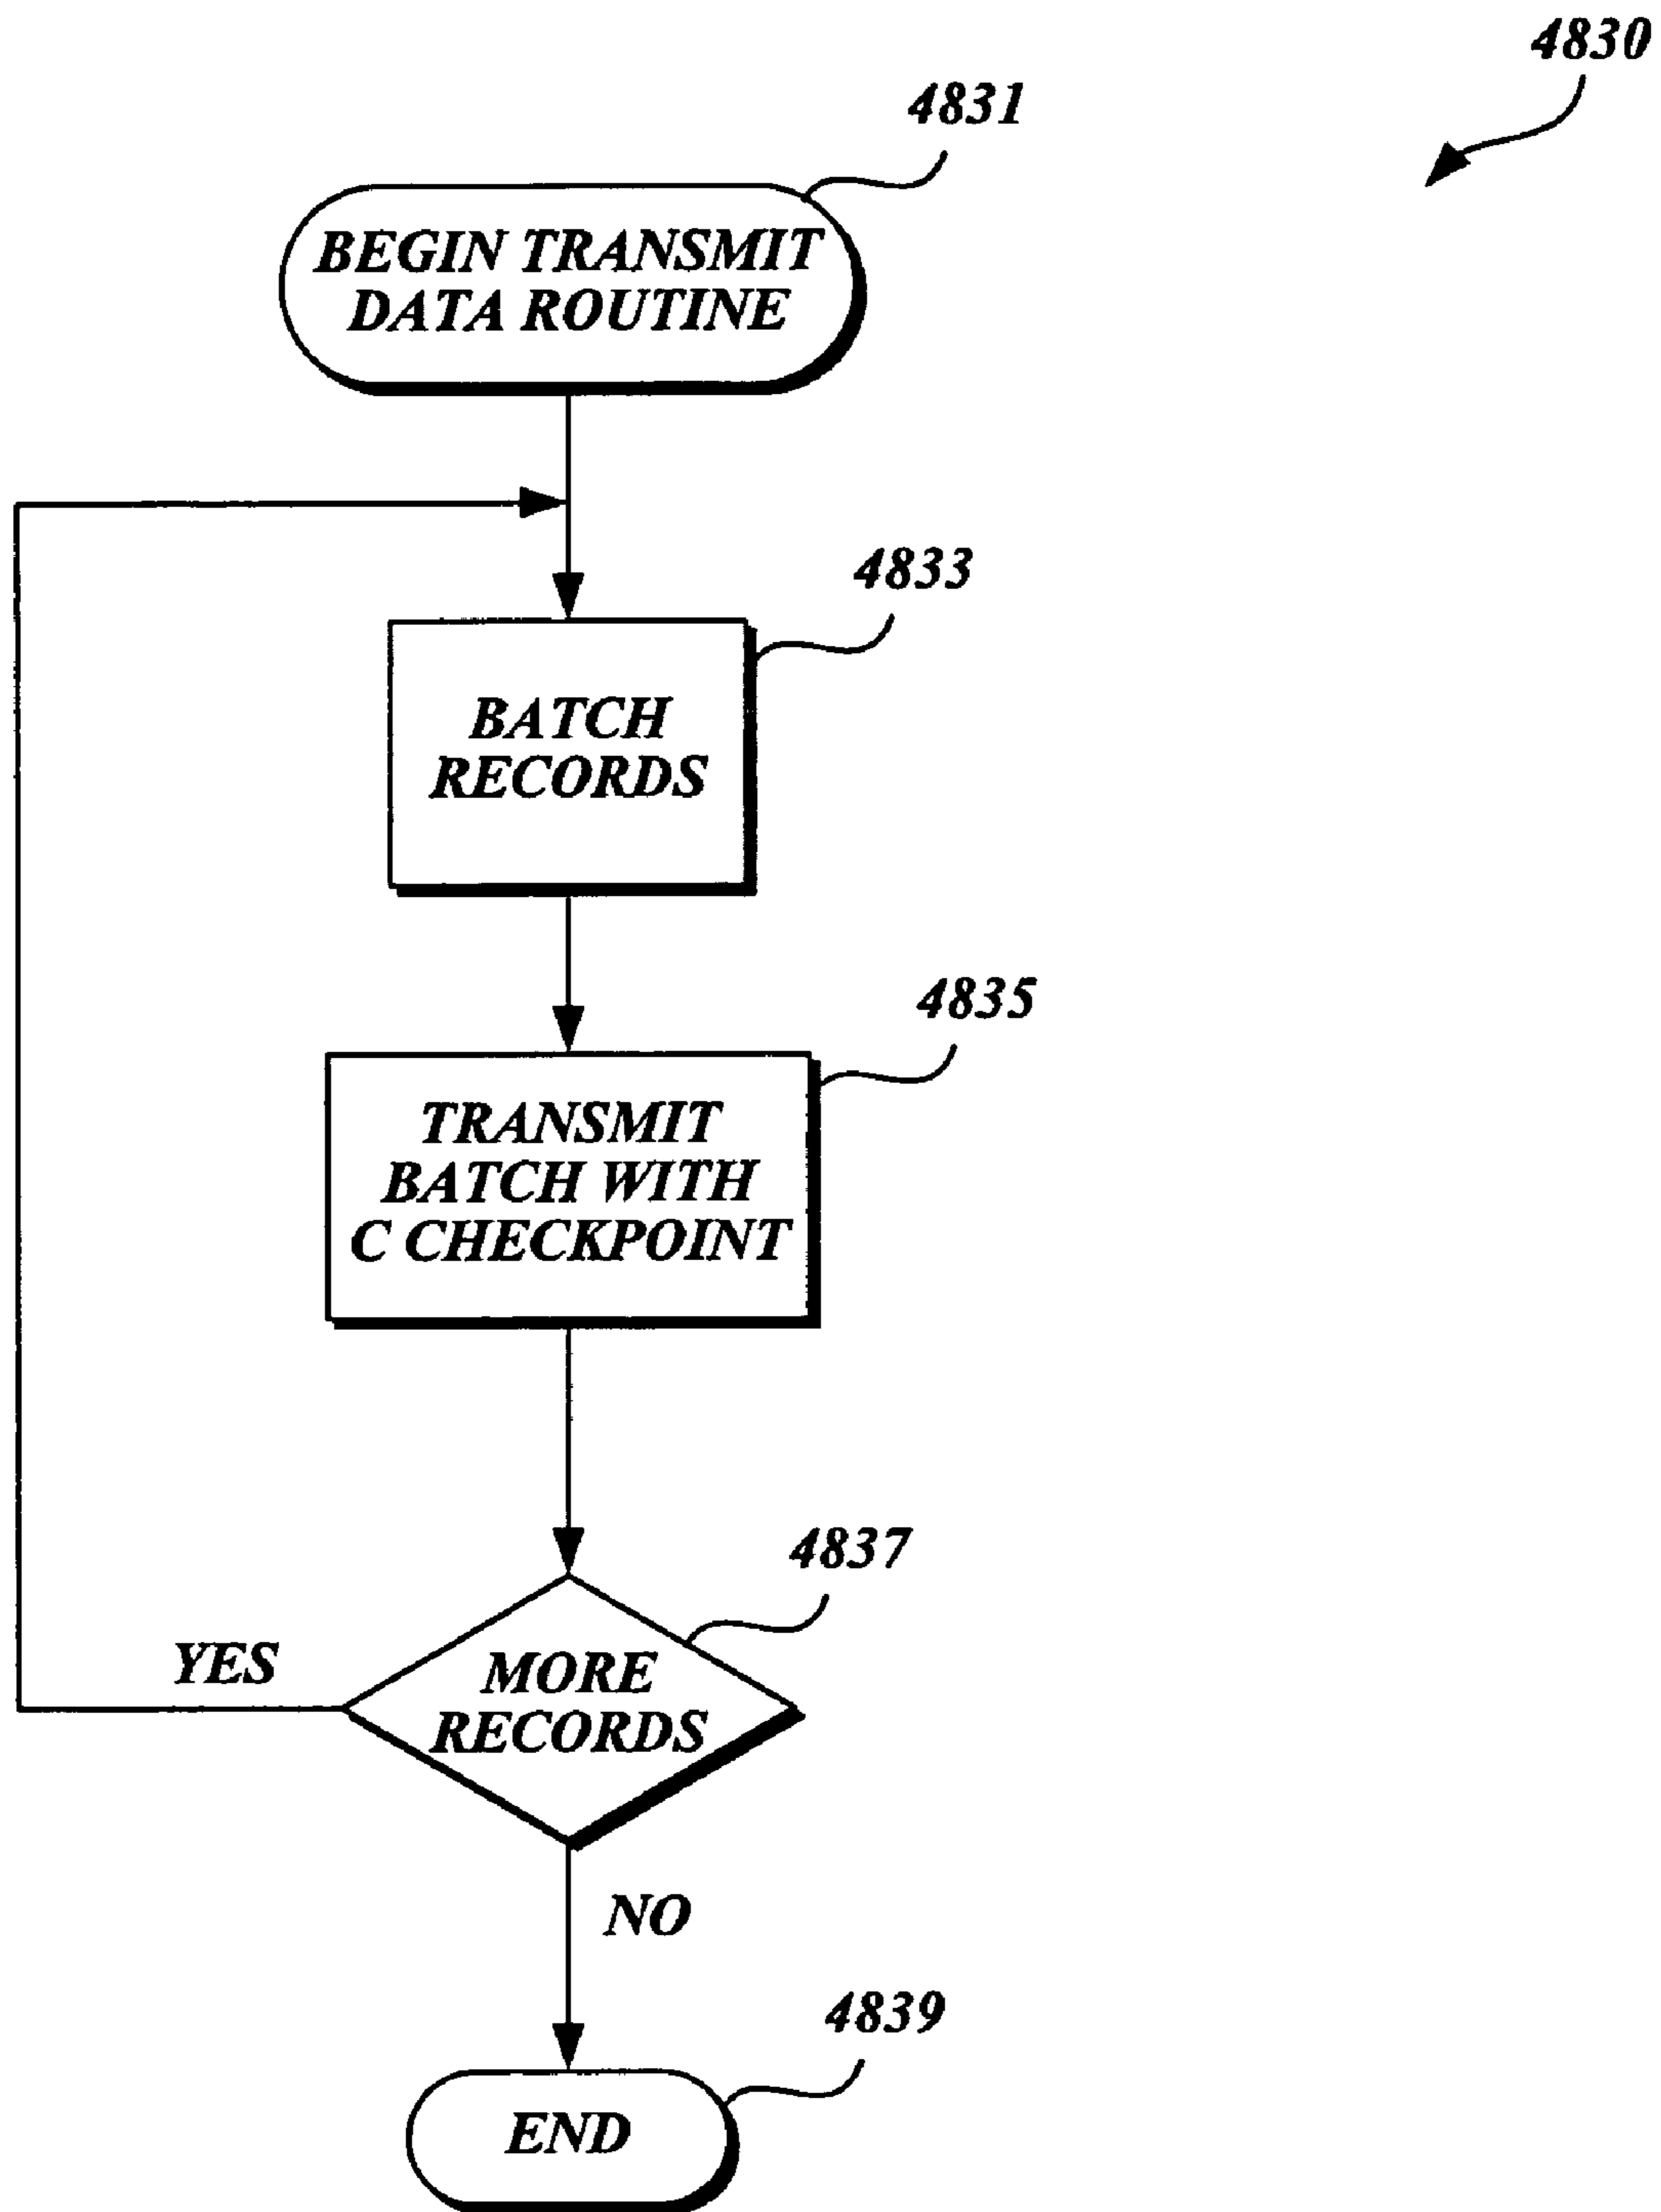 4830
4831
BEGIN TRANSMIT
DATA ROUTINE
4833
BATCH
RECORDS
4835
TRANSMIT
BATCH WITH
C CHECKPOINT
4837
YES
MORE
RECORDS
NO
4839
END